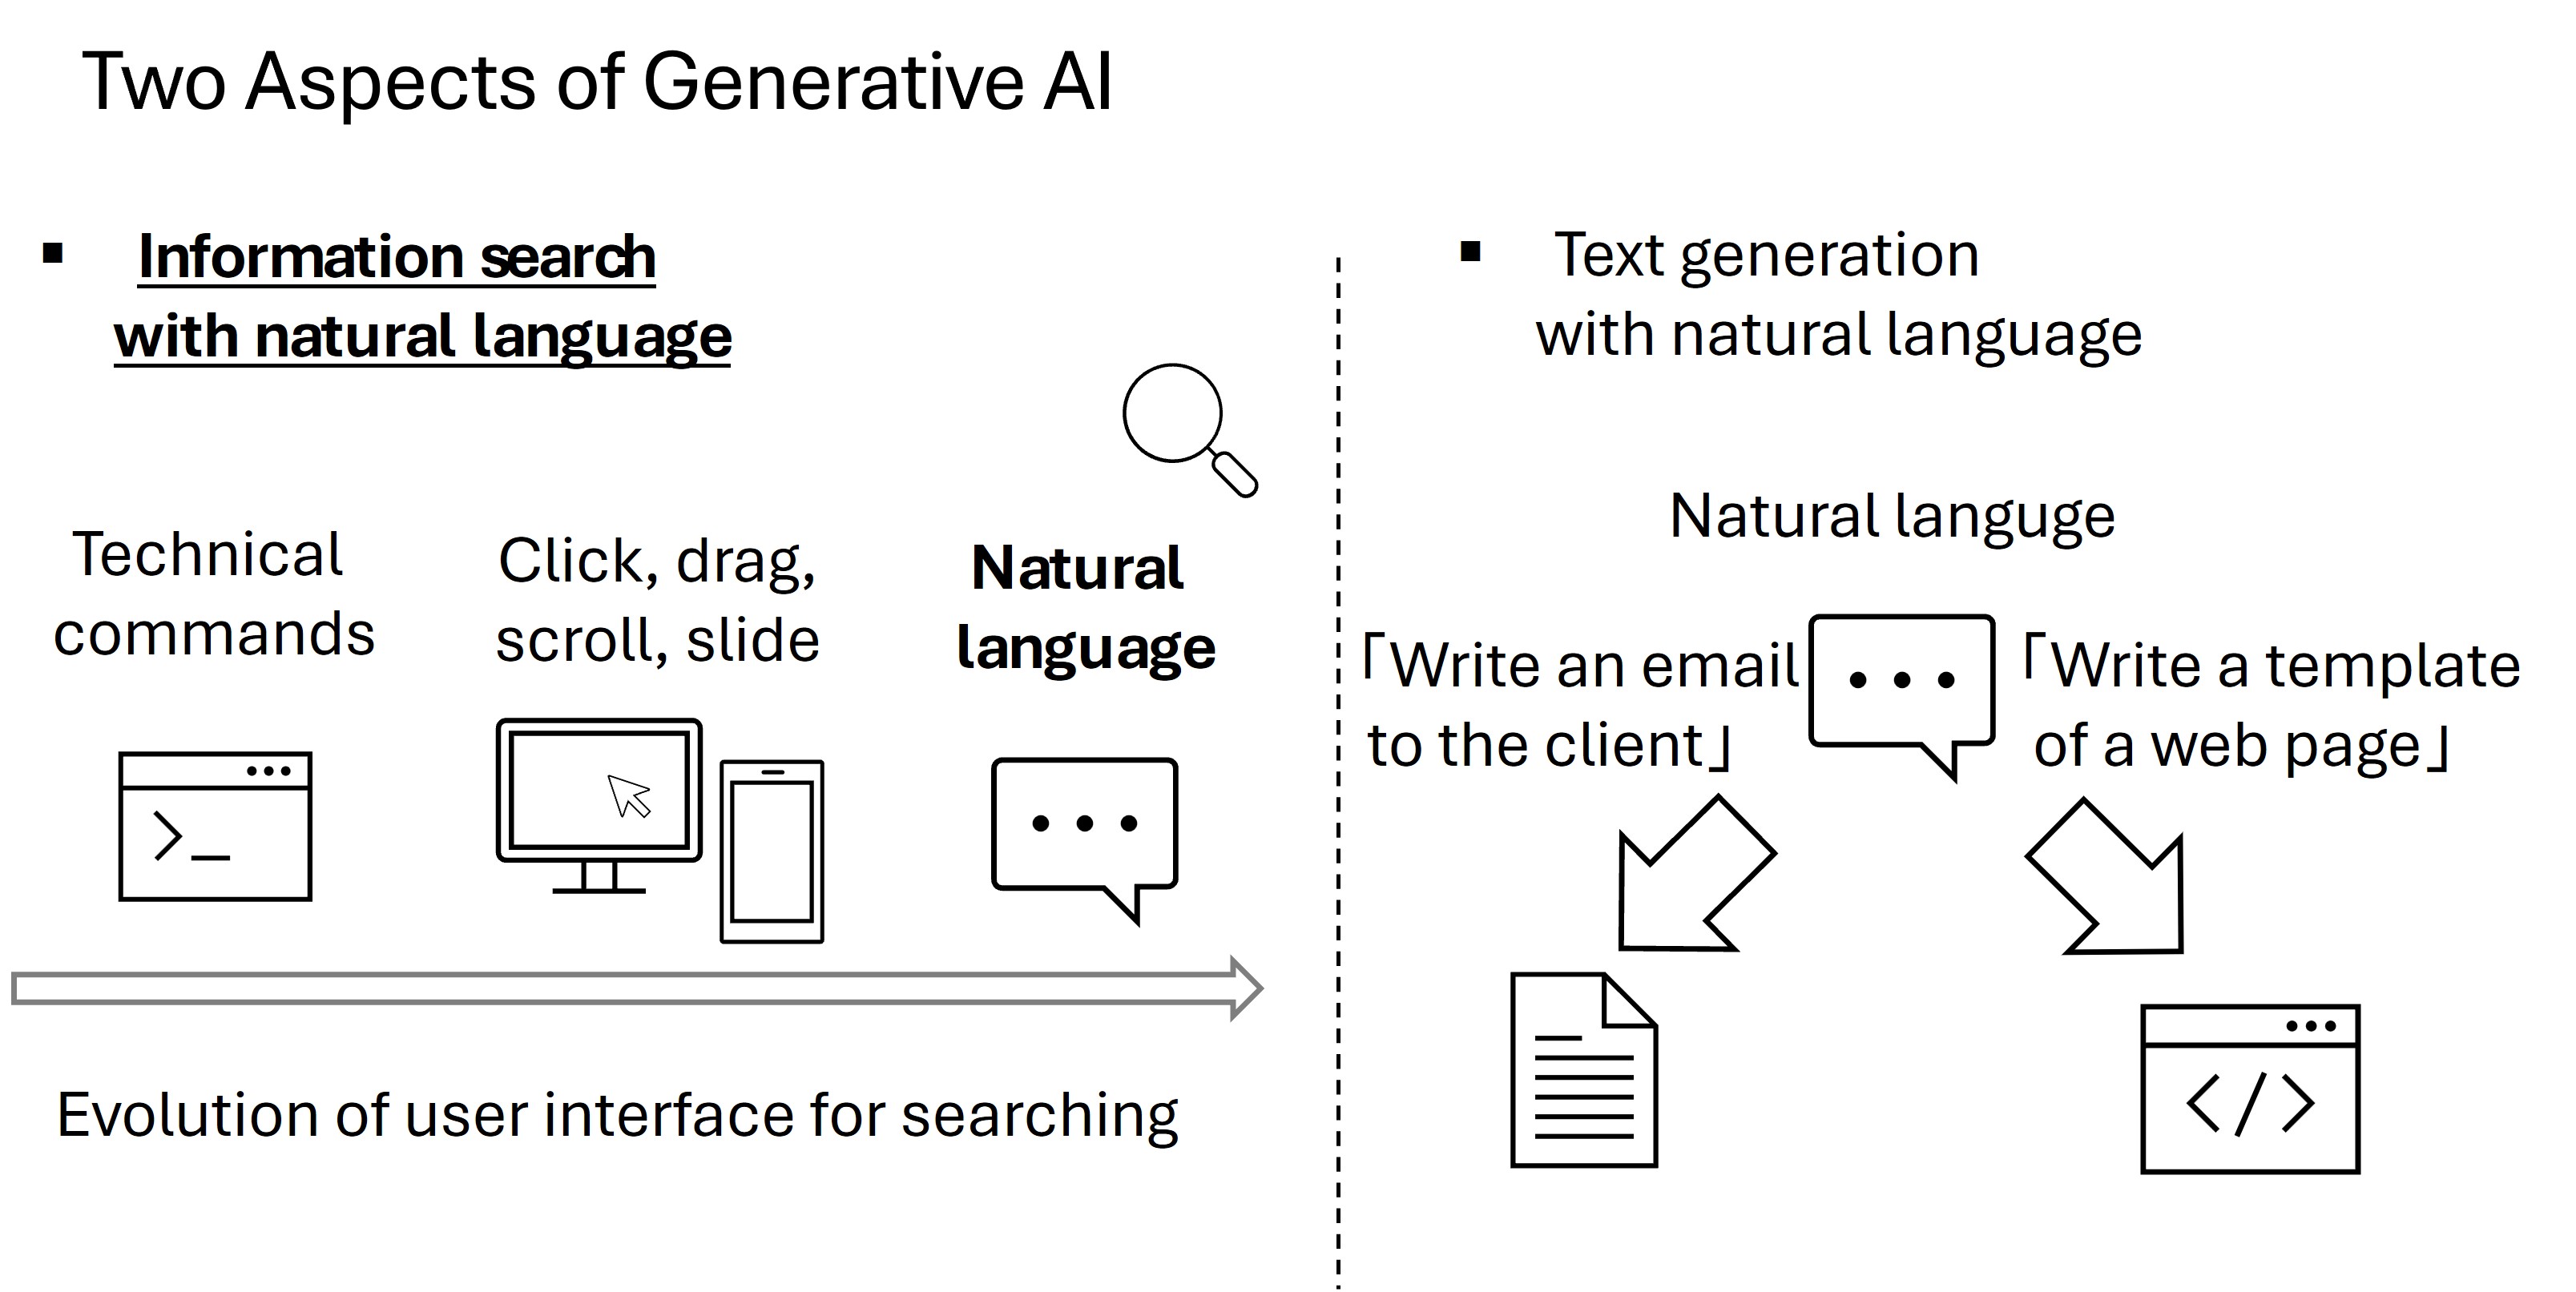 Two Aspects of Generative AI
▪ Information search
with natural language
Technical
commands
Click, drag,
scroll, slide
Natural
language
Evolution of user interface for searching
▪ Text generation
with natural language
Natural languge
「Write an email
to the client」
「Write a template
of a web page」